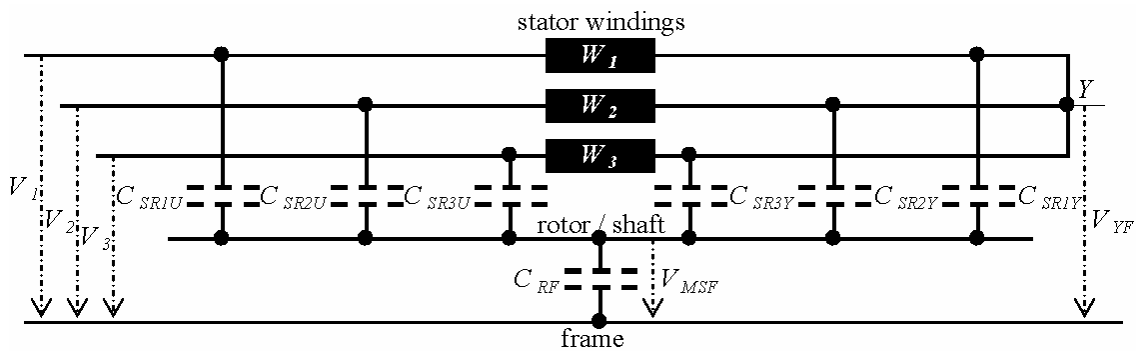 stator windings
W1
W2
W3
Y
V1
V2
V3
CSR1U
CSR2U
CSR3U
CSR3Y
CSR2Y
CSR1Y
VYF
rotor / shaft
CRF
VMSF
frame